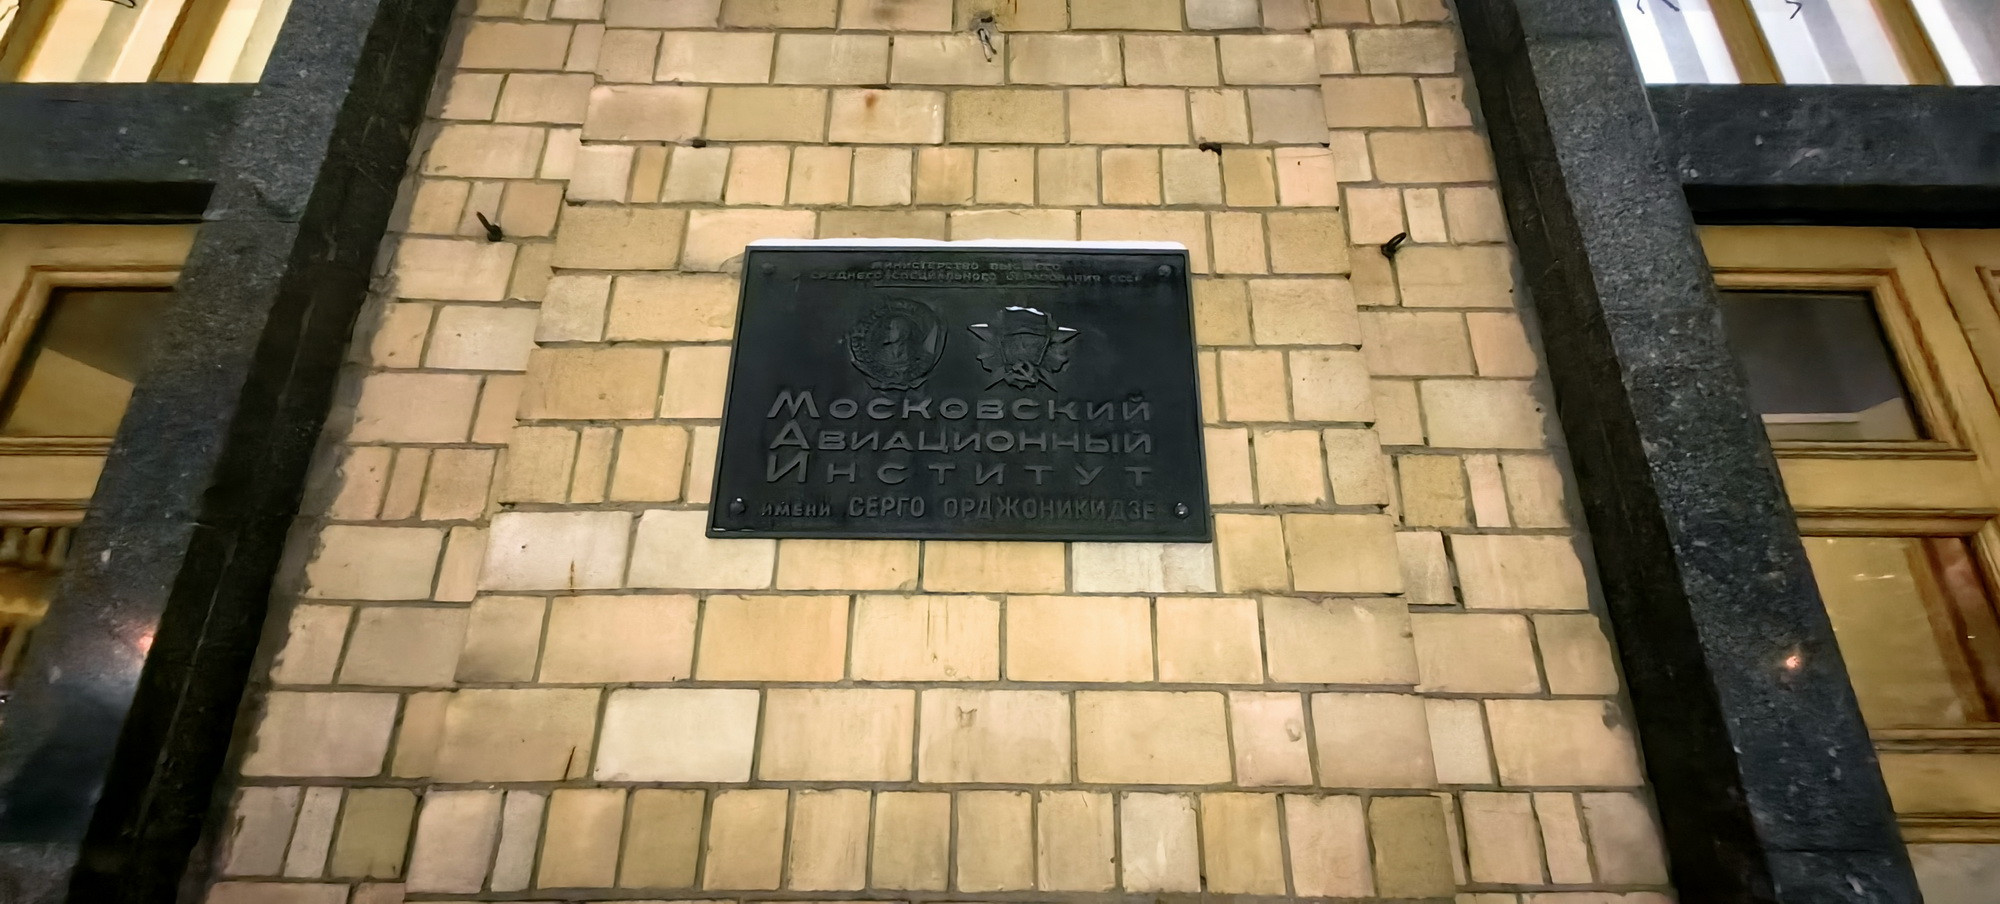 МИНИСТЕРСТВО ВЫСШЕГО
И СРЕДНЕГО СПЕЦИАЛЬНОГО ОБРАЗОВАНИЯ СССР
МОСКОВСКИЙ
АВИАЦИОННЫЙ
ИНСТИТУТ
ИМЕНИ СЕРГО ОРДЖОНИКИДЗЕ